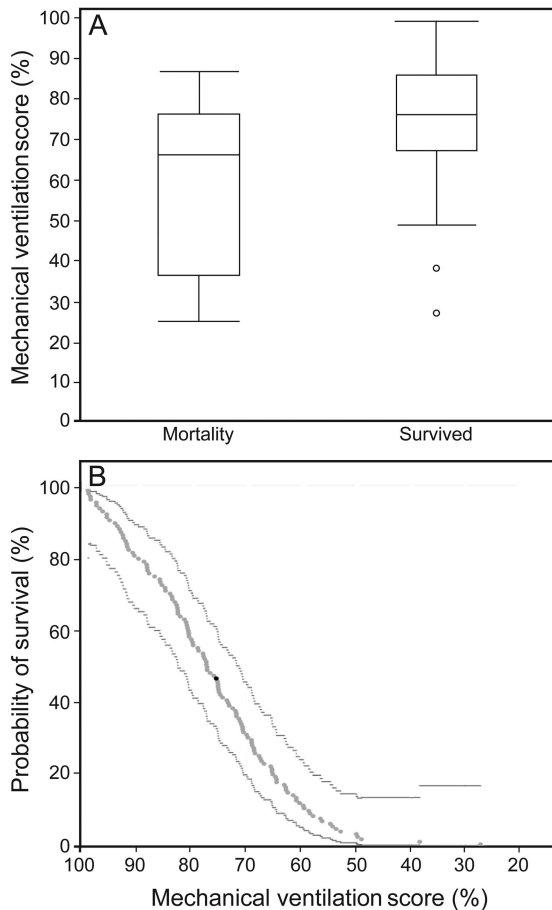 A
Mechanical ventilation score (%)
100
90
80
70
60
50
40
30
20
10
0
Mortality Survived
B
Probability of survival (%)
100
80
60
40
20
0
100 90 80 70 60 50 40 30 20
Mechanical ventilation score (%)